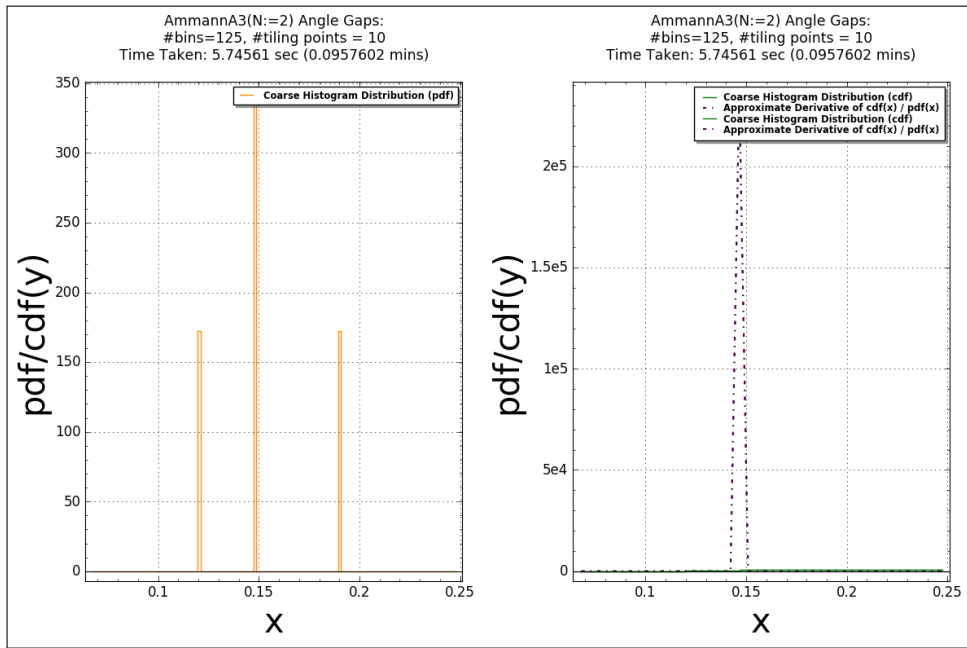 AmmannA3(N:=2) Angle Gaps:
#bins=125, #tiling points = 10
Time Taken: 5.74561 sec (0.0957602 mins)
Coarse Histogram Distribution (pdf)
350
300
250
200
150
100
50
0
0.1
0.15
0.2
0.25
x
pdf/cdf(y)
AmmannA3(N:=2) Angle Gaps:
#bins=125, #tiling points = 10
Time Taken: 5.74561 sec (0.0957602 mins)
Coarse Histogram Distribution (cdf)
Approximate Derivative of cdf(x) / pdf(x)
Coarse Histogram Distribution (cdf)
Approximate Derivative of cdf(x) / pdf(x)
2e5
1.5e5
1e5
5e4
0
0.1
0.15
0.2
0.25
x
pdf/cdf(y)